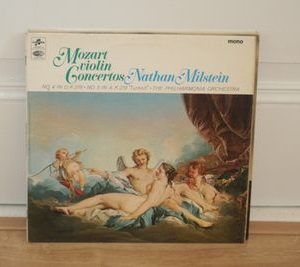 mono
Mozart
violin
Concertos Nathan Milstein
NO. 4 IN D, K.218 • NO. 5 IN A, K.219 "Turkish" • THE PHILHARMONIA ORCHESTRA